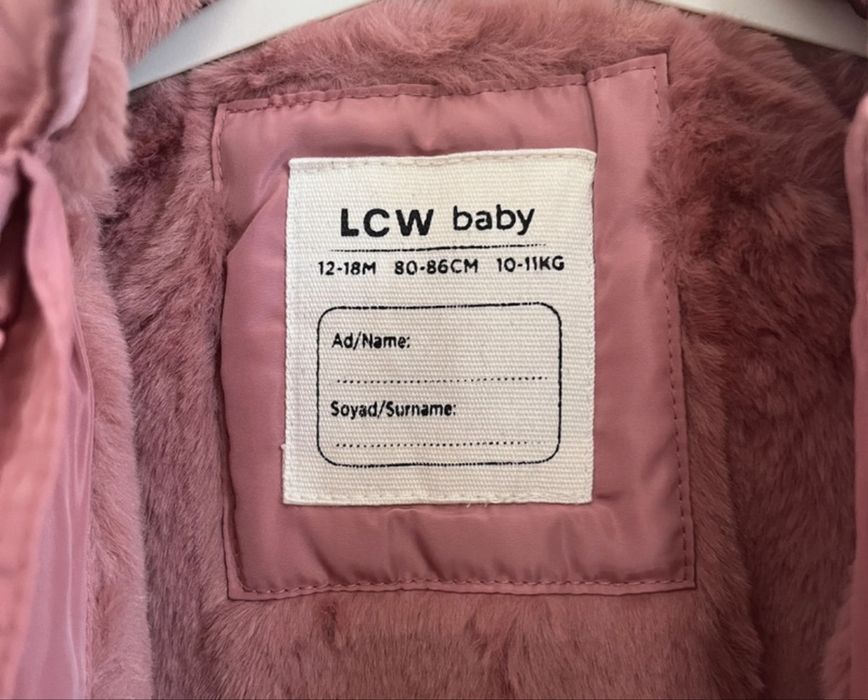 LCW baby
12-18M 80-86CM 10-11KG
Ad/Name:
Soyad/Surname: